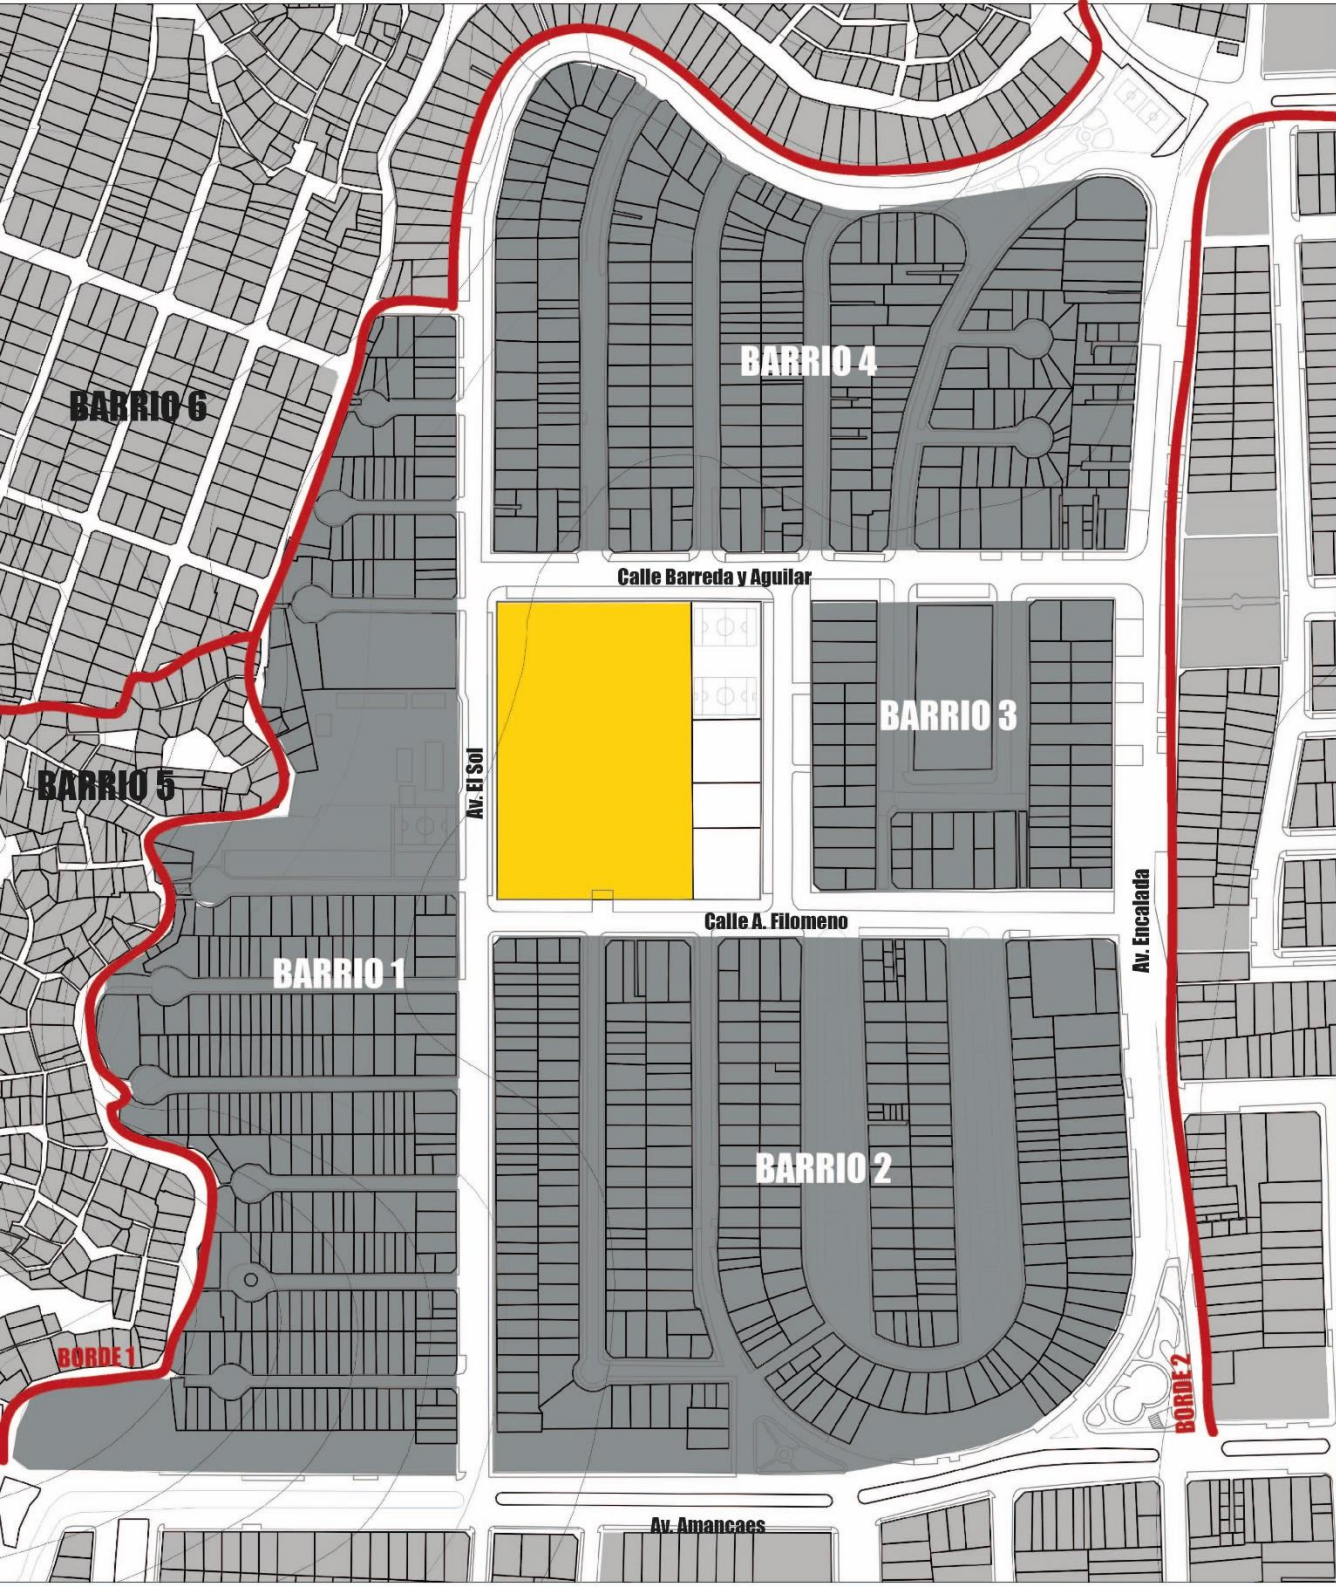 BARRIO 4
BARRIO 6
Calle Barreda y Aguilar
BARRIO 3
Av. El Sol
BARRIO 5
Calle A. Filomeno
Av. Encalada
BARRIO 1
BARRIO 2
BORDE 1
BORDE 2
Av. Amancaes